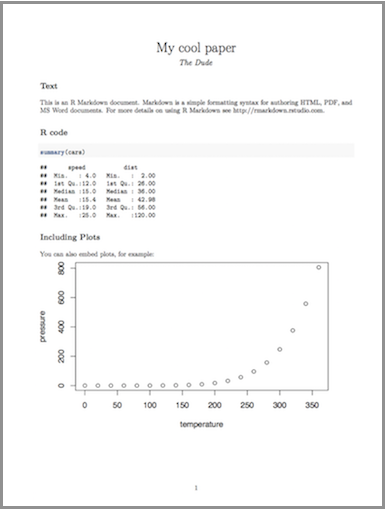 My cool paper
The Dude
Text
This is an R Markdown document. Markdown is a simple formatting syntax for authoring HTML, PDF, and
MS Word documents. For more details on using R Markdown see http://rmarkdown.rstudio.com.
R code
summary(cars)
##      speed           dist
##  Min.   : 4.0   Min.   :  2.00
##  1st Qu.:12.0   1st Qu.: 26.00
##  Median :15.0   Median : 36.00
##  Mean   :15.4   Mean   : 42.98
##  3rd Qu.:19.0   3rd Qu.: 56.00
##  Max.   :25.0   Max.   :120.00
Including Plots
You can also embed plots, for example:
800
600
400
200
0
pressure
0 50 100 150 200 250 300 350
temperature
1